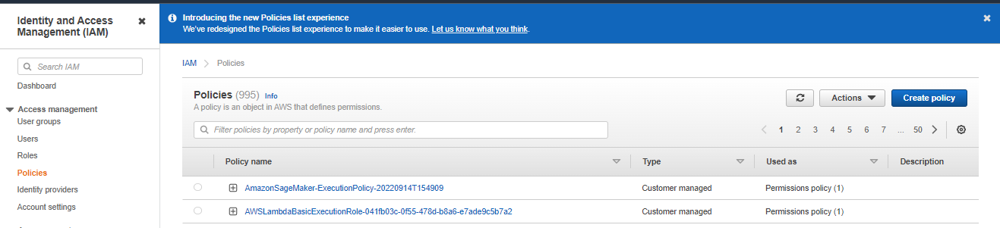 Identity and Access
Management (IAM)
Search IAM
Dashboard
Access management
User groups
Users
Roles
Policies
Identity providers
Account settings
Introducing the new Policies list experience
We've redesigned the Policies list experience to make it easier to use. Let us know what you think.
IAM > Policies
Policies (995) Info
A policy is an object in AWS that defines permissions.
Actions
Create policy
Filter policies by property or policy name and press enter.
1 2 3 4 5 6 7 ... 50
Policy name Type Used as Description
AmazonSageMaker-ExecutionPolicy-20220914T154909 Customer managed Permissions policy (1)
AWSLambdaBasicExecutionRole-041fb03c-0f55-478d-b8a6-e7ade9c5b7a2 Customer managed Permissions policy (1)